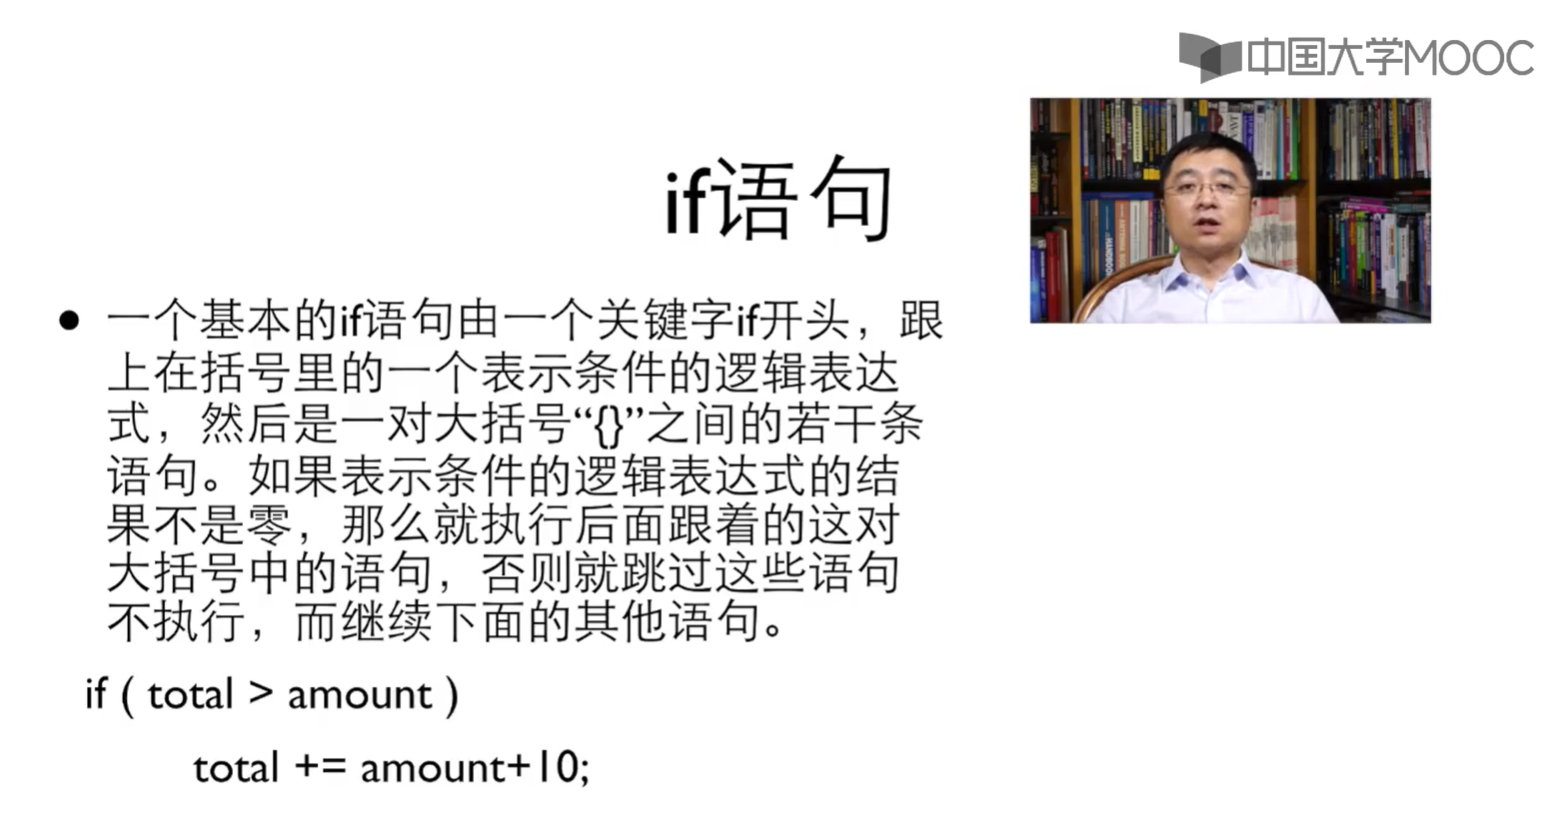 中国大学MOOC
if语句
• 一个基本的if语句由一个关键字if开头，跟
上在括号里的一个表示条件的逻辑表达
式，然后是一对大括号“{}”之间的若干条
语句。如果表示条件的逻辑表达式的结
果不是零，那么就执行后面跟着的这对
大括号中的语句，否则就跳过这些语句
不执行，而继续下面的其他语句。
if ( total > amount )
total += amount+10;